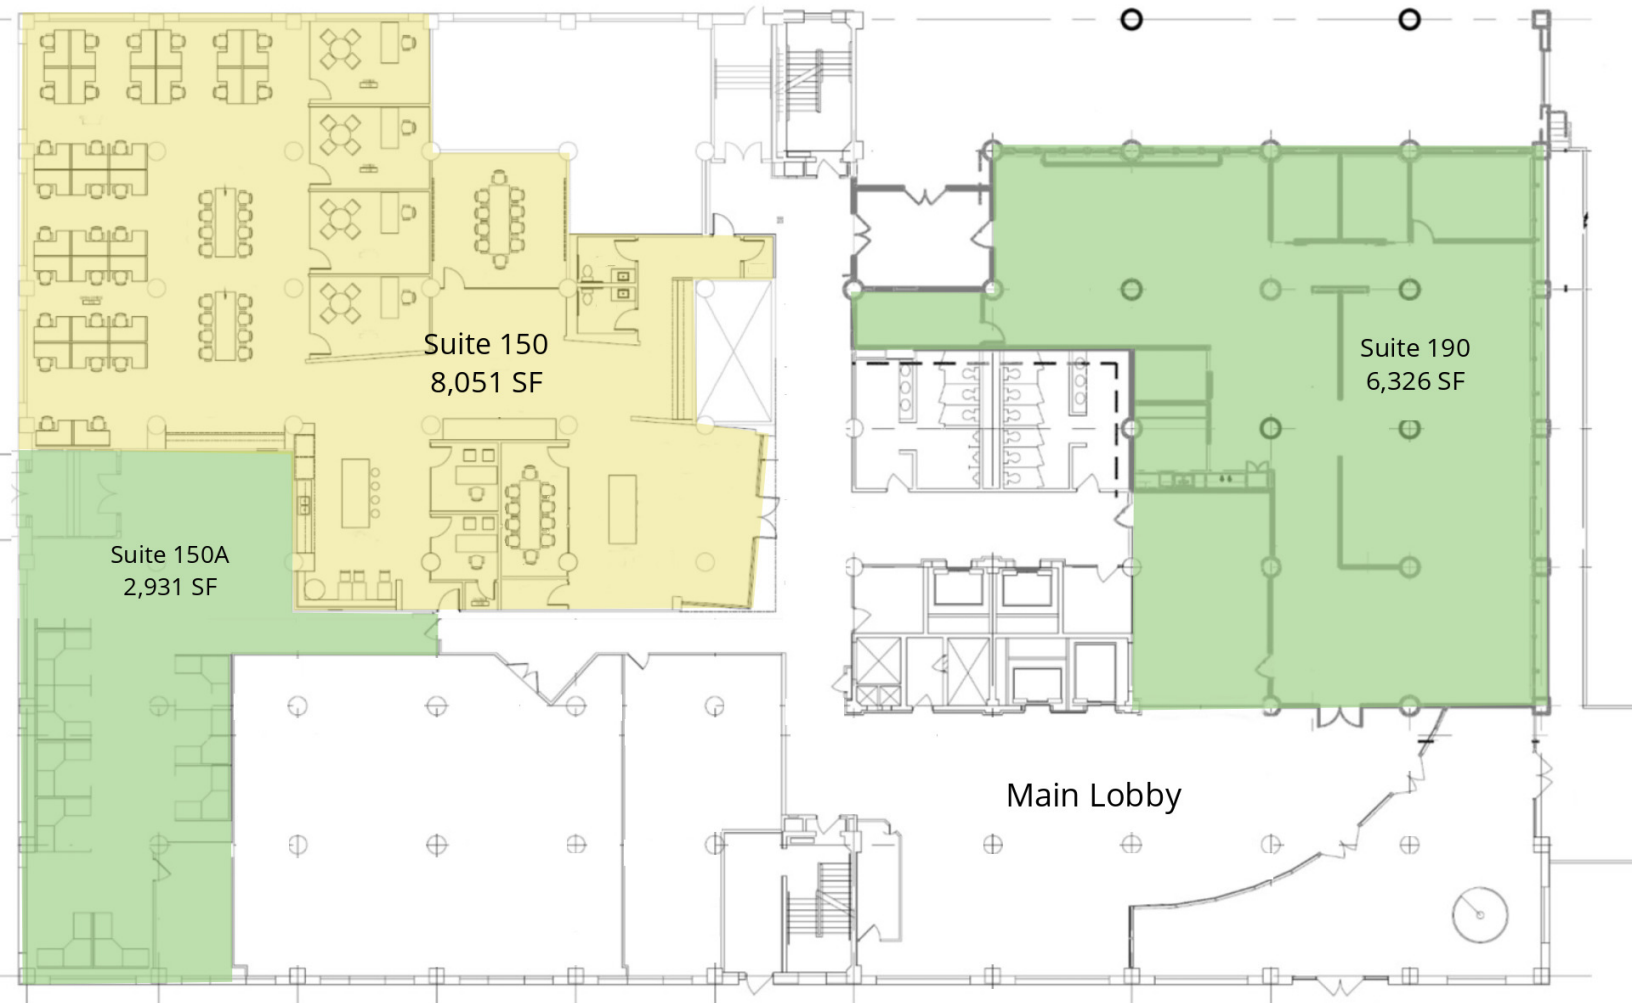 Suite 150
8,051 SF
Suite 190
6,326 SF
Suite 150A
2,931 SF
Main Lobby